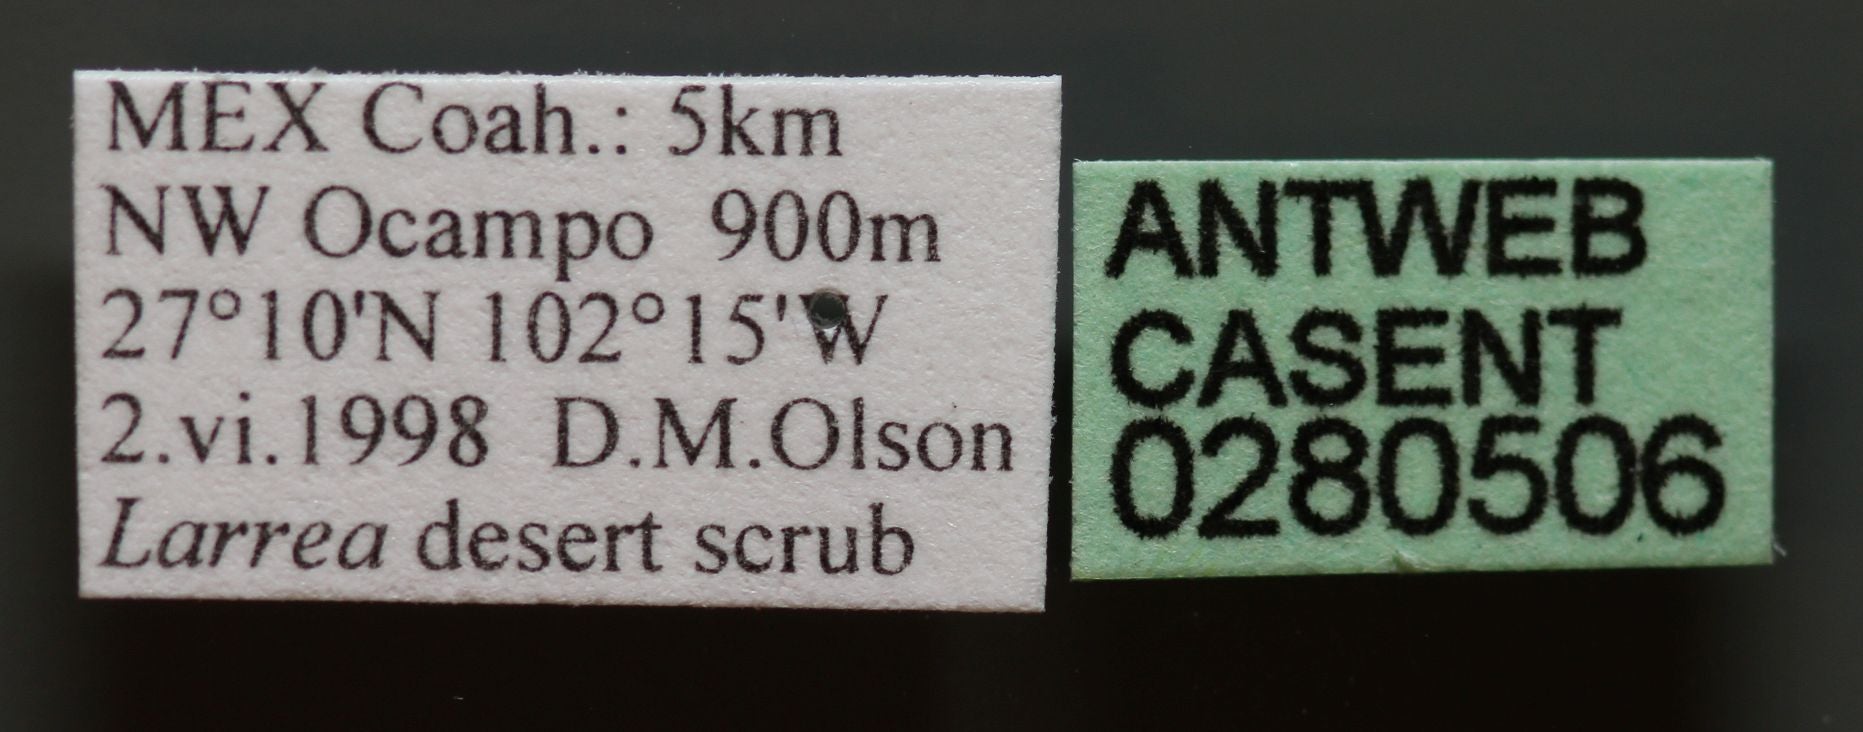 MEX Coah.: 5km
NW Ocampo 900m
27°10'N 102°15'W
2.vi.1998 D.M.Olson
Larrea desert scrub
ANTWEB
CASENT
0280506